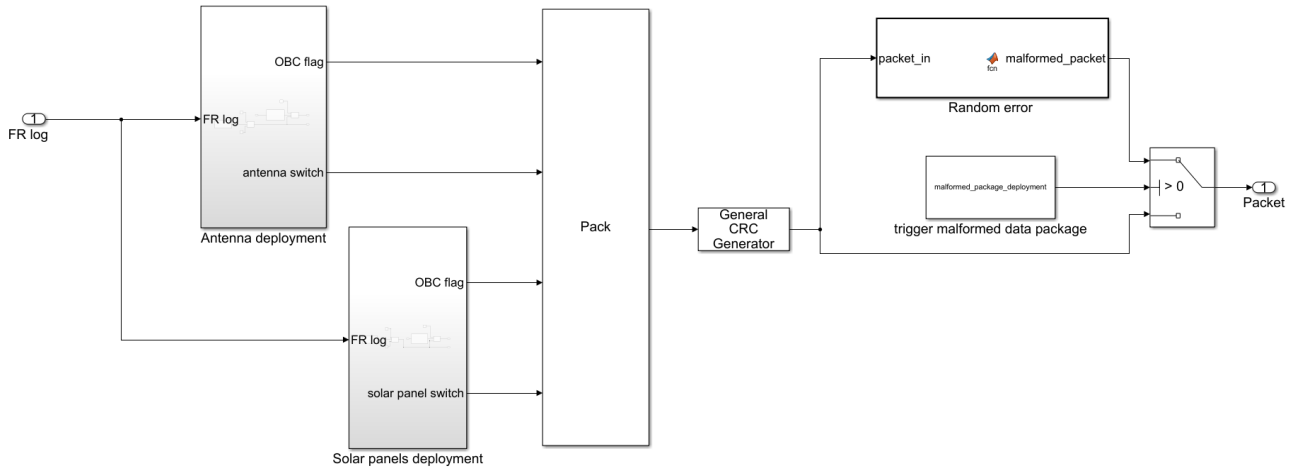 1
FR log
FR log
OBC flag
antenna switch
Antenna deployment
FR log
OBC flag
solar panel switch
Solar panels deployment
Pack
General
CRC
Generator
packet_in
fcn
malformed_packet
Random error
malformed_package_deployment
trigger malformed data package
> 0
1
Packet